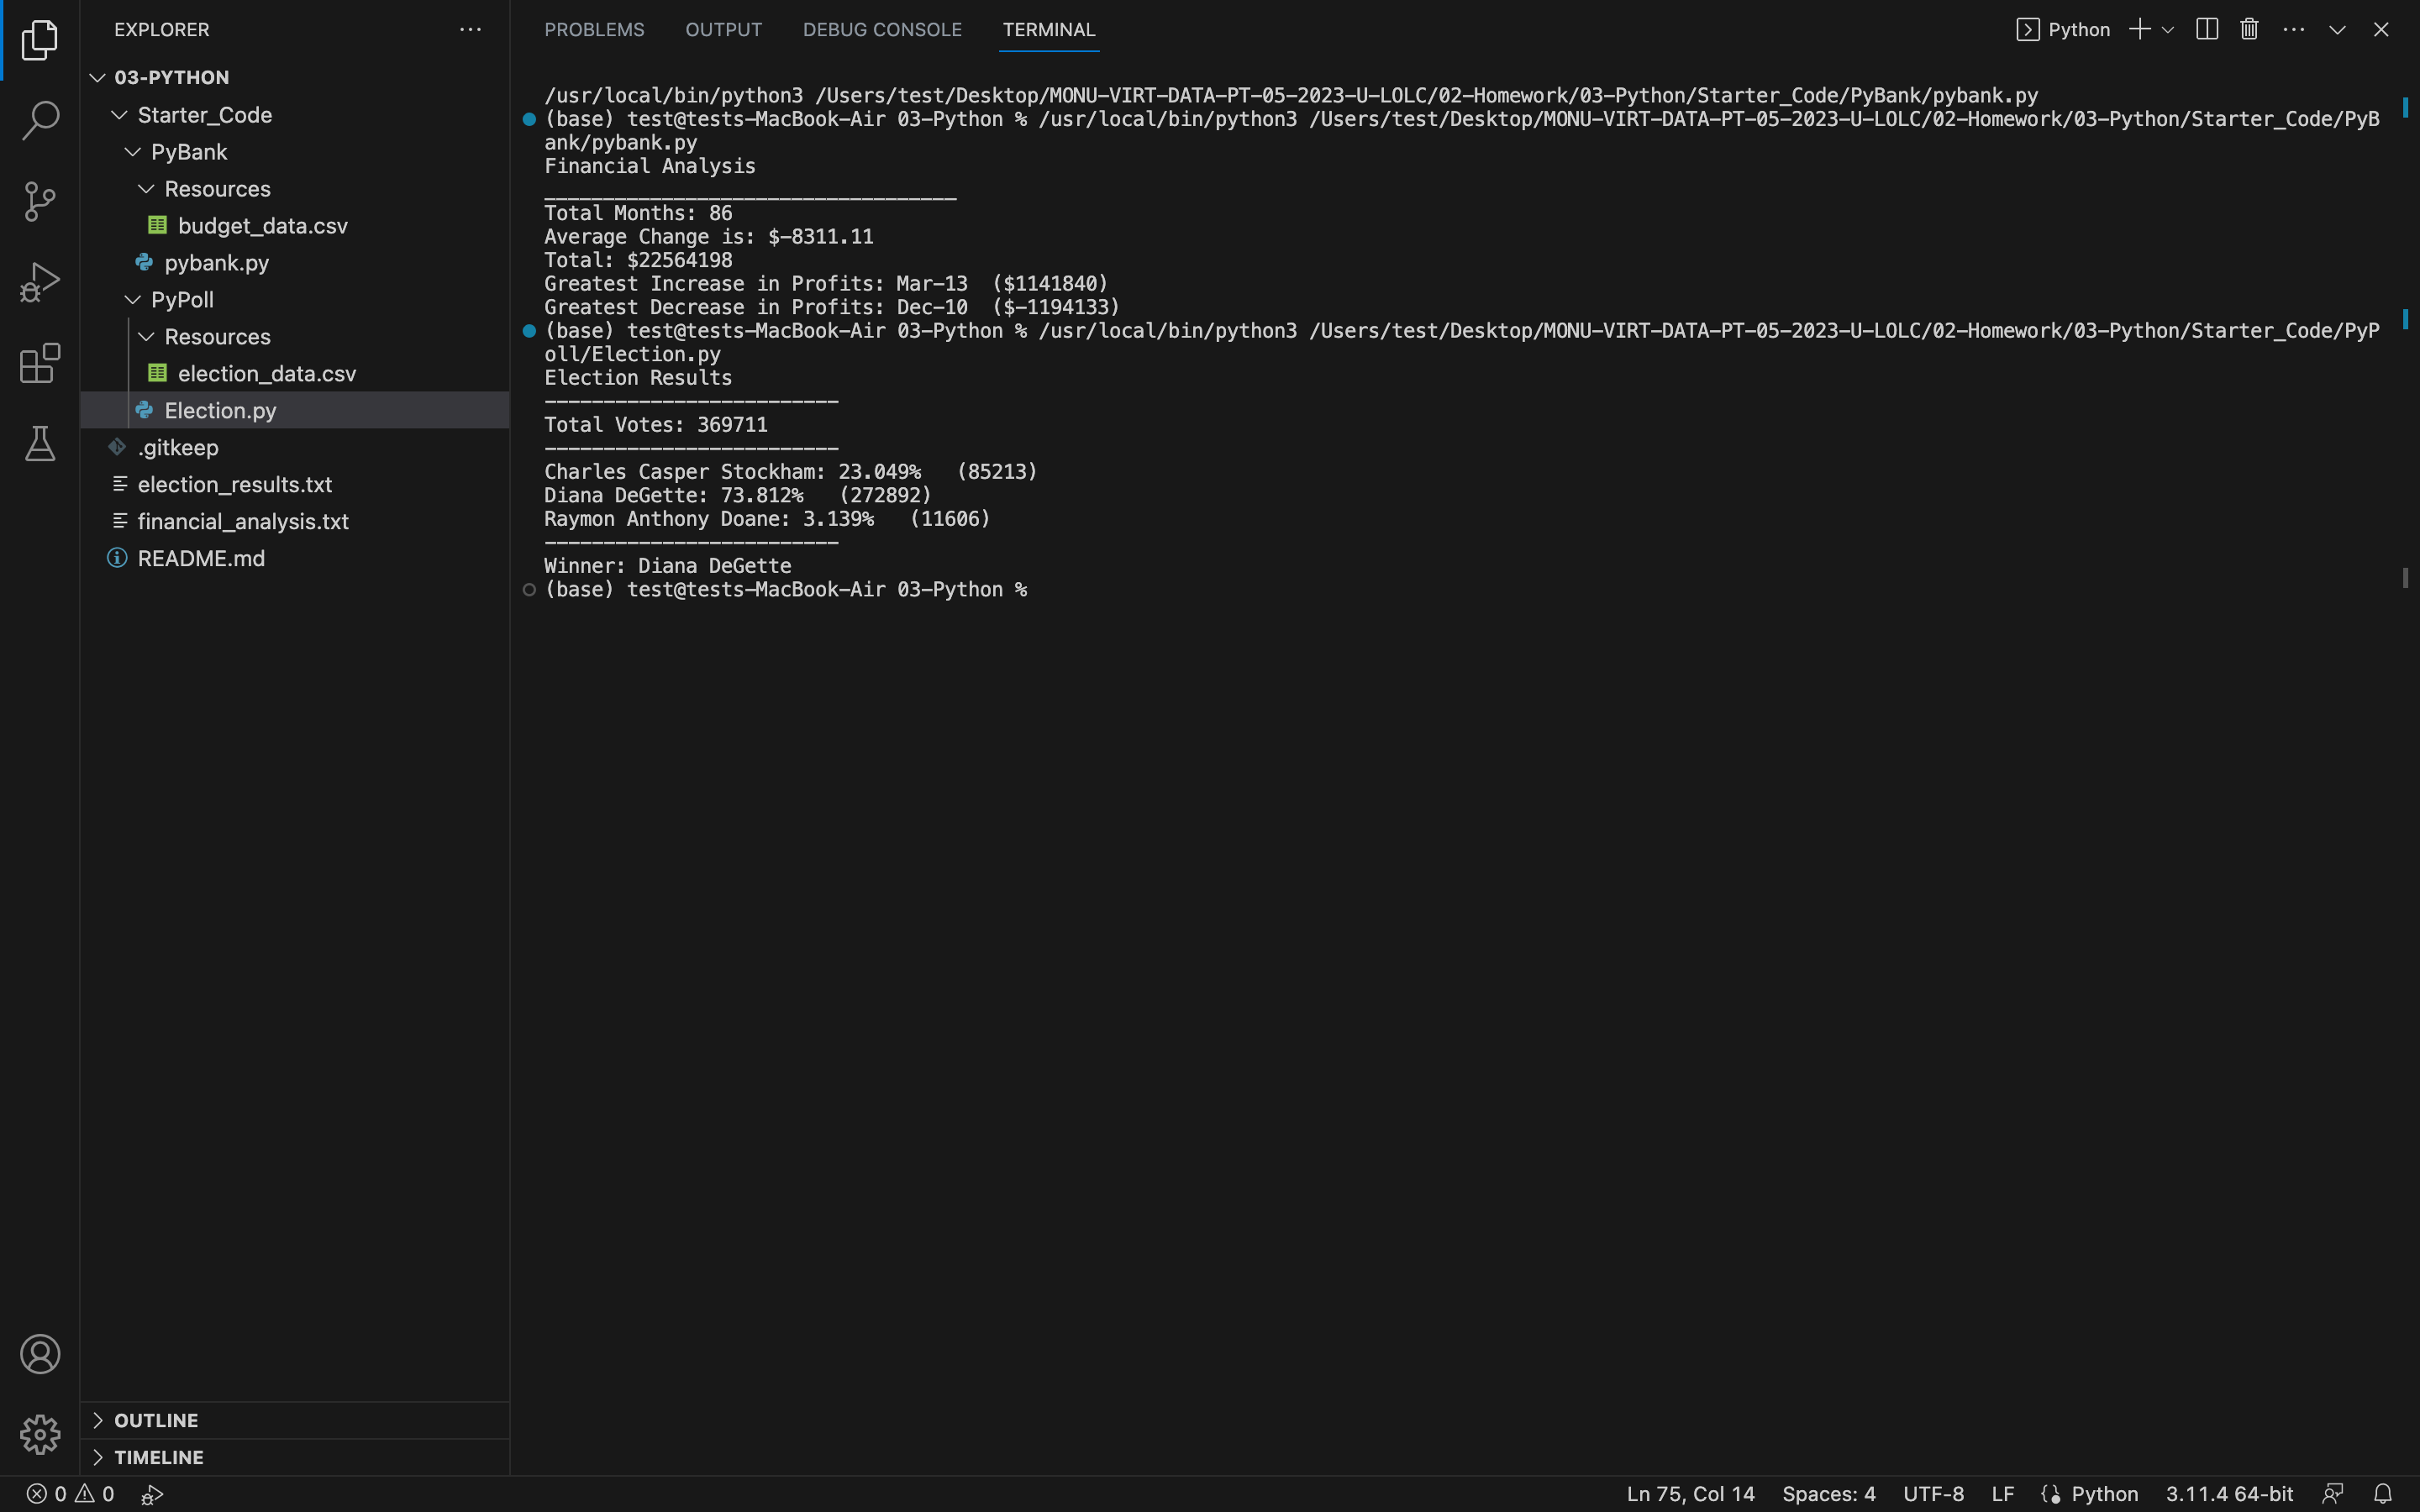 EXPLORER
03-PYTHON
Starter_Code
PyBank
Resources
budget_data.csv
pybank.py
PyPoll
Resources
election_data.csv
Election.py
.gitkeep
election_results.txt
financial_analysis.txt
README.md
OUTLINE
TIMELINE
PROBLEMS OUTPUT DEBUG CONSOLE TERMINAL
Python
/usr/local/bin/python3 /Users/test/Desktop/MONU-VIRT-DATA-PT-05-2023-U-LOLC/02-Homework/03-Python/Starter_Code/PyBank/pybank.py
(base) test@tests-MacBook-Air 03-Python % /usr/local/bin/python3 /Users/test/Desktop/MONU-VIRT-DATA-PT-05-2023-U-LOLC/02-Homework/03-Python/Starter_Code/PyB
ank/pybank.py
Financial Analysis
___________________________________
Total Months: 86
Average Change is: $-8311.11
Total: $22564198
Greatest Increase in Profits: Mar-13  ($1141840)
Greatest Decrease in Profits: Dec-10  ($-1194133)
(base) test@tests-MacBook-Air 03-Python % /usr/local/bin/python3 /Users/test/Desktop/MONU-VIRT-DATA-PT-05-2023-U-LOLC/02-Homework/03-Python/Starter_Code/PyP
oll/Election.py
Election Results
-------------------------
Total Votes: 369711
-------------------------
Charles Casper Stockham: 23.049%   (85213)
Diana DeGette: 73.812%   (272892)
Raymon Anthony Doane: 3.139%   (11606)
-------------------------
Winner: Diana DeGette
(base) test@tests-MacBook-Air 03-Python %
0 0 Ln 75, Col 14 Spaces: 4 UTF-8 LF Python 3.11.4 64-bit